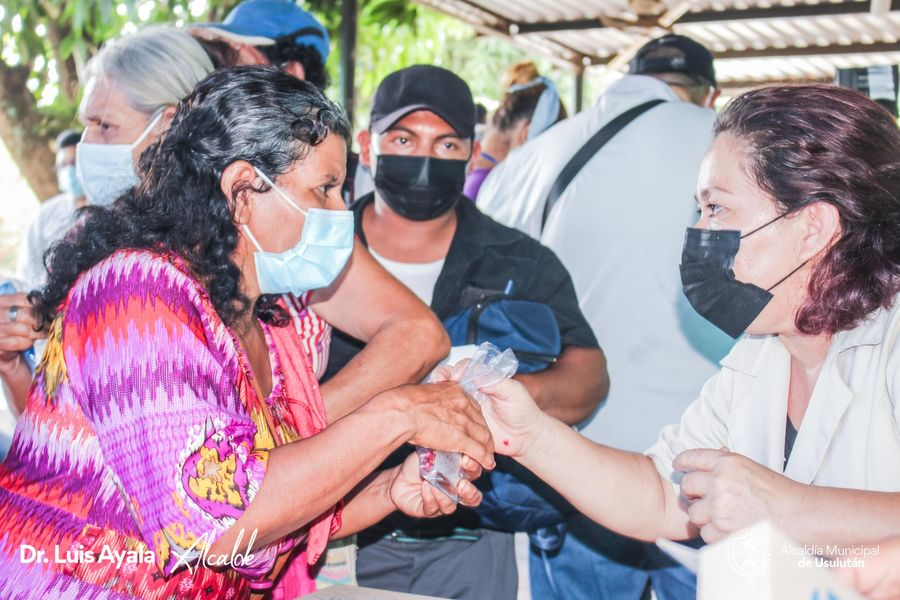 Dr. Luis Ayala Alcalde
Alcaldía Municipal
de Usulután